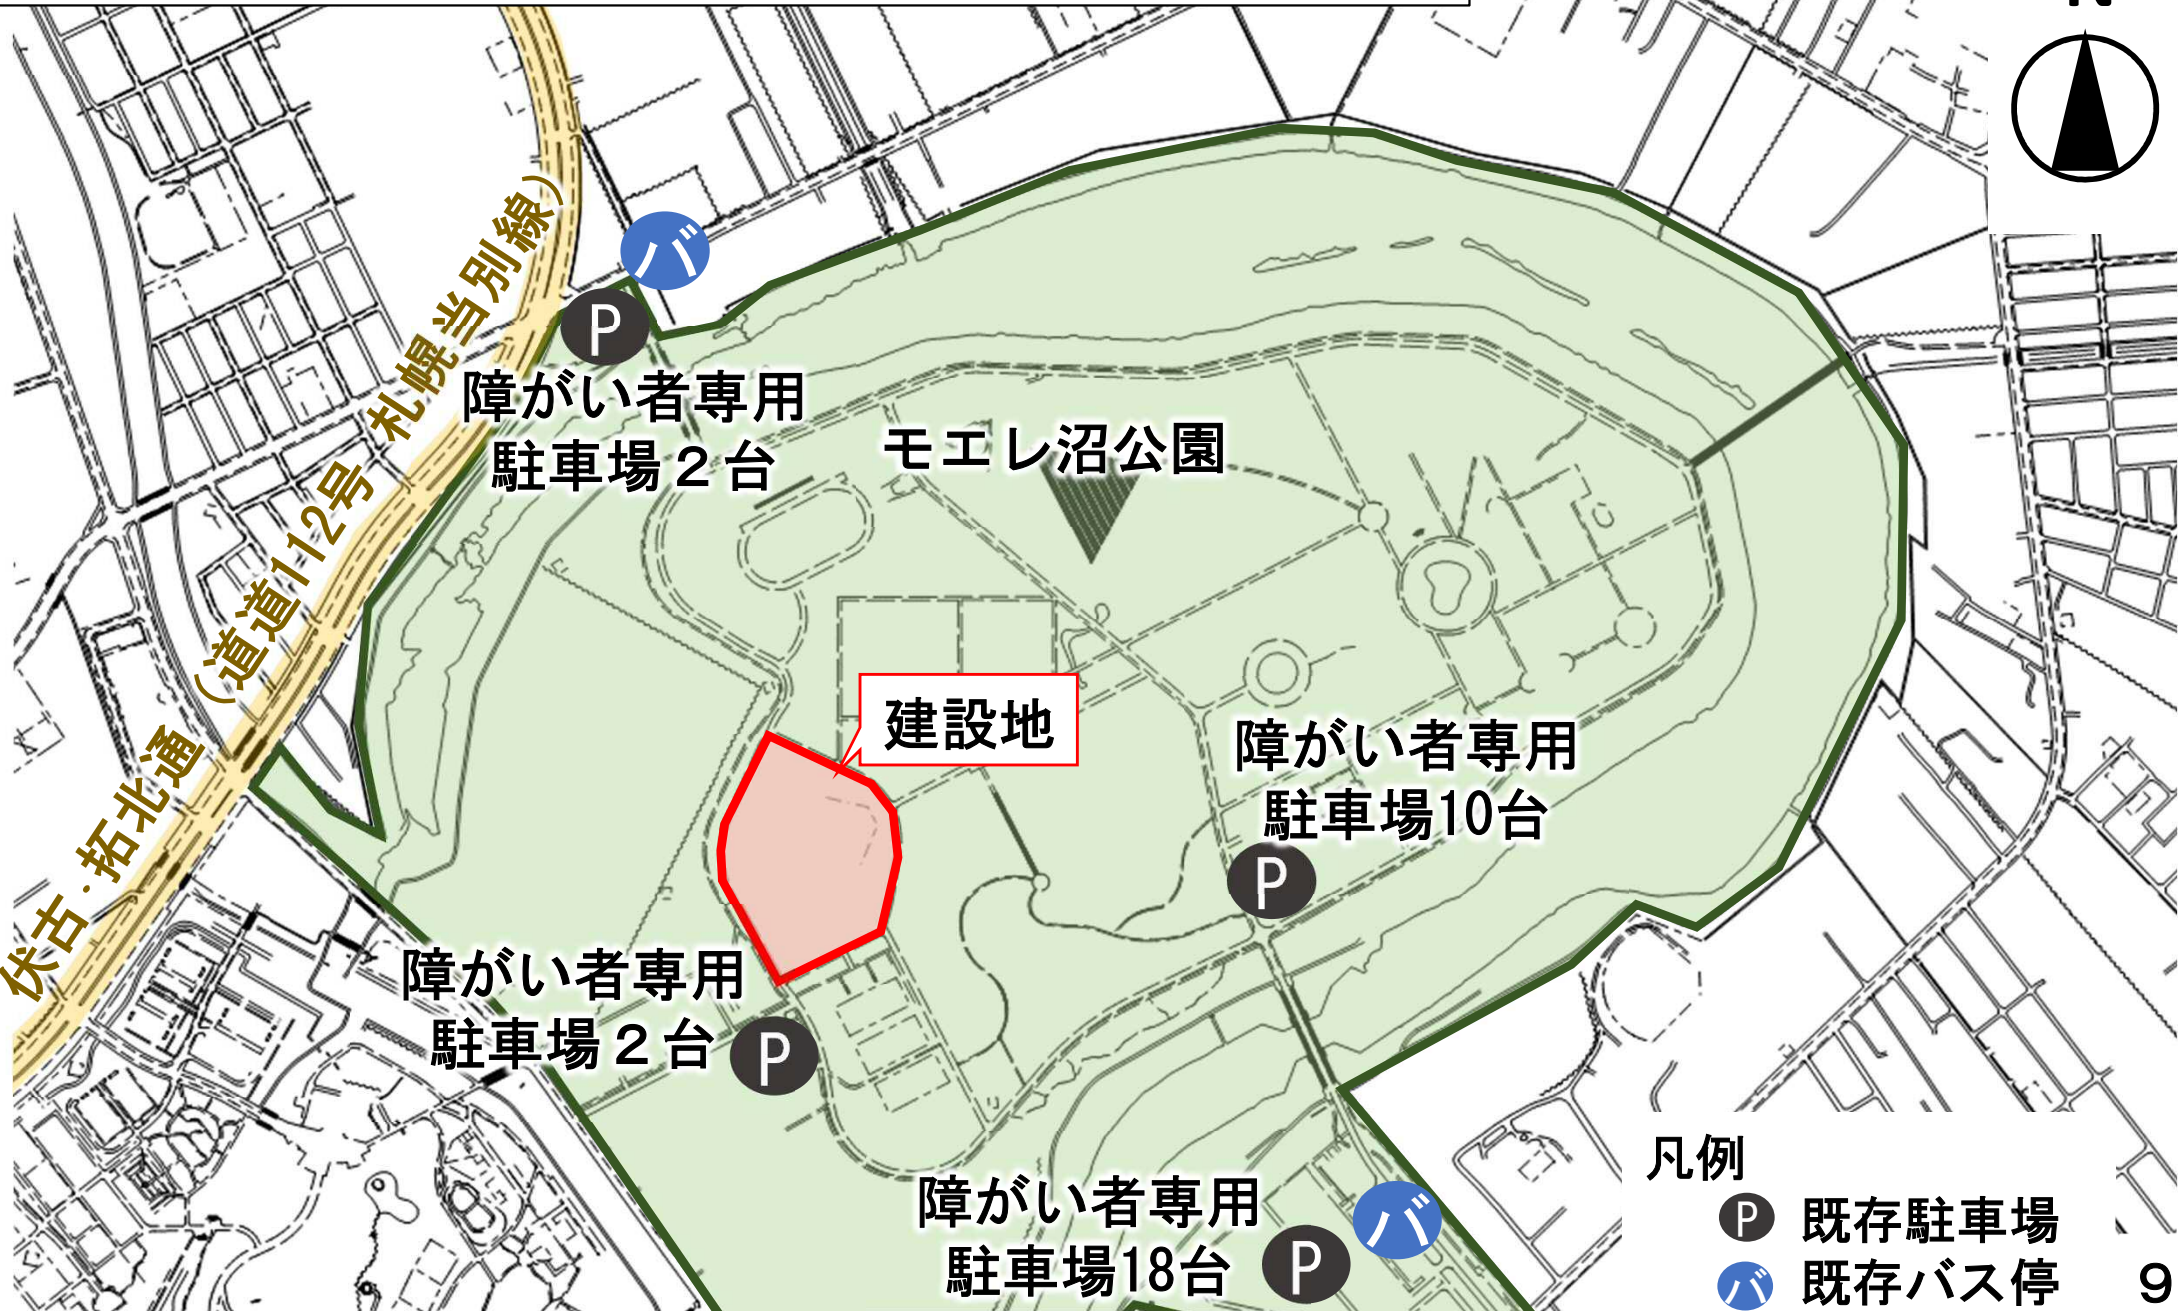 N
バ
P
障がい者専用
駐車場２台
モエレ沼公園
伏古・拓北通（道道112号 札幌当別線）
建設地
障がい者専用
駐車場10台
P
障がい者専用
駐車場２台
P
障がい者専用
駐車場18台
P
バ
凡例
P 既存駐車場
バ 既存バス停
9